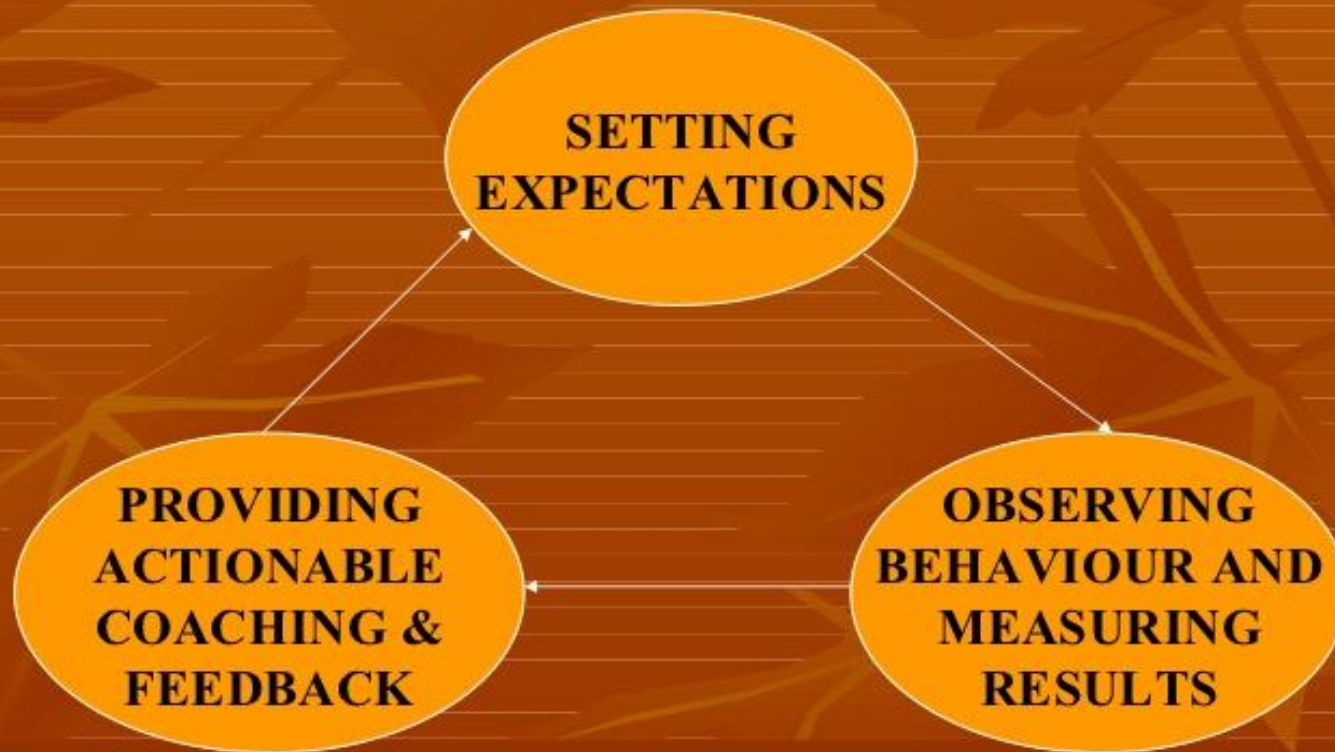 SETTING
EXPECTATIONS
PROVIDING
ACTIONABLE
COACHING &
FEEDBACK
OBSERVING
BEHAVIOUR AND
MEASURING
RESULTS